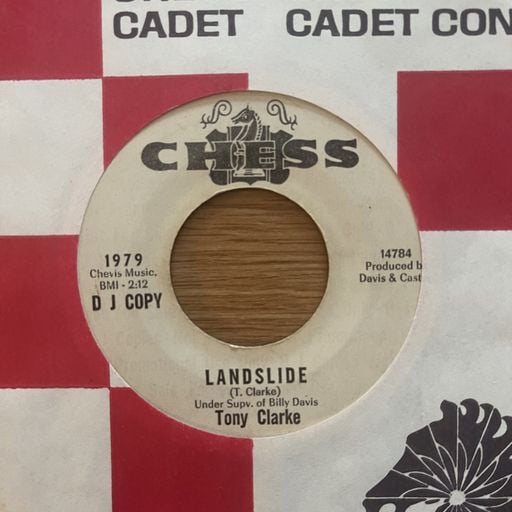 CADET CADET CON
CHESS
1979
Chevis Music,
BMI - 2:12
D J COPY
14784
Produced b
Davis & Cast
LANDSLIDE
(T. Clarke)
Under Supv. of Billy Davis
Tony Clarke